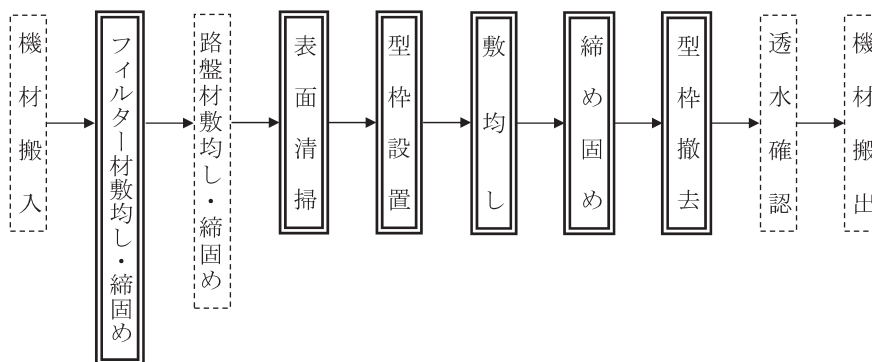 機材搬入
フィルター材敷均し・締固め
路盤材敷均し・締固め
表面清掃
型枠設置
敷均し
締め固め
型枠撤去
透水確認
機材搬出